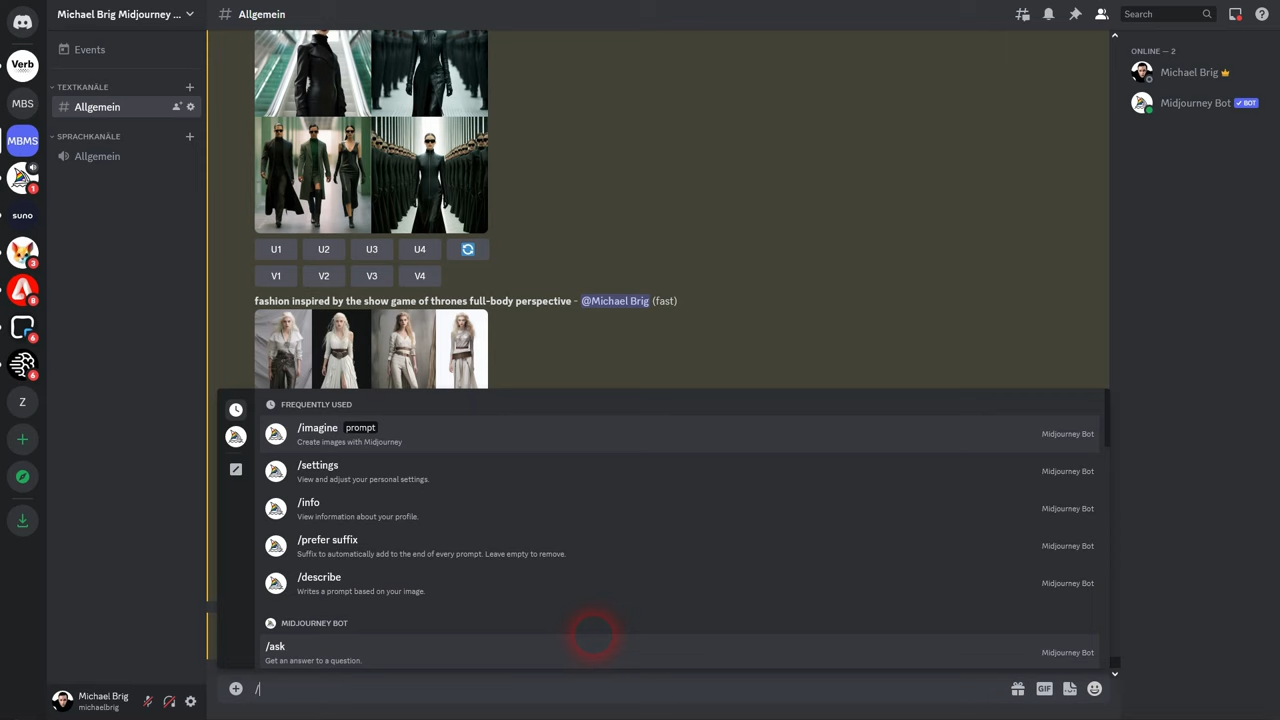 Michael Brig Midjourney ...
# Allgemein
Search
Verb
Events
ONLINE — 2
TEXTKANÄLE
Michael Brig
MBS
# Allgemein
Midjourney Bot ✓ BOT
SPRACHKANÄLE
MBMS
Allgemein
1
suno
U1 U2 U3 U4
3
V1 V2 V3 V4
8
fashion inspired by the show game of thrones full-body perspective - @Michael Brig (fast)
6
6
Z
FREQUENTLY USED
/imagine prompt
Create images with Midjourney
Midjourney Bot
/settings
View and adjust your personal settings.
Midjourney Bot
/info
View information about your profile.
Midjourney Bot
/prefer suffix
Suffix to automatically add to the end of every prompt. Leave empty to remove.
Midjourney Bot
/describe
Writes a prompt based on your image.
Midjourney Bot
MIDJOURNEY BOT
/ask
Get an answer to a question.
Midjourney Bot
/
GIF
Michael Brig
michaelbrig